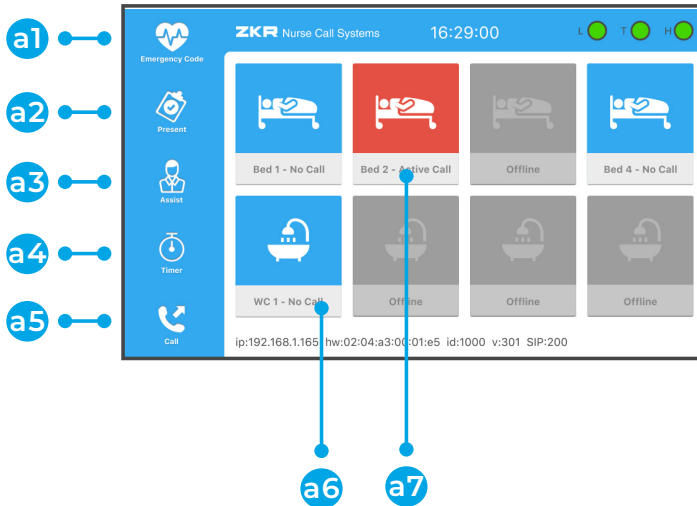 a1
Emergency Code
ZKR Nurse Call Systems 16:29:00 L T H
a2
Present
Bed 1 - No Call Bed 2 - Active Call Offline Bed 4 - No Call
a3
Assist
a4
Timer
WC 1 - No Call Offline Offline Offline
a5
Call
ip:192.168.1.165 hw:02:04:a3:00:01:e5 id:1000 v:301 SIP:200
a6 a7